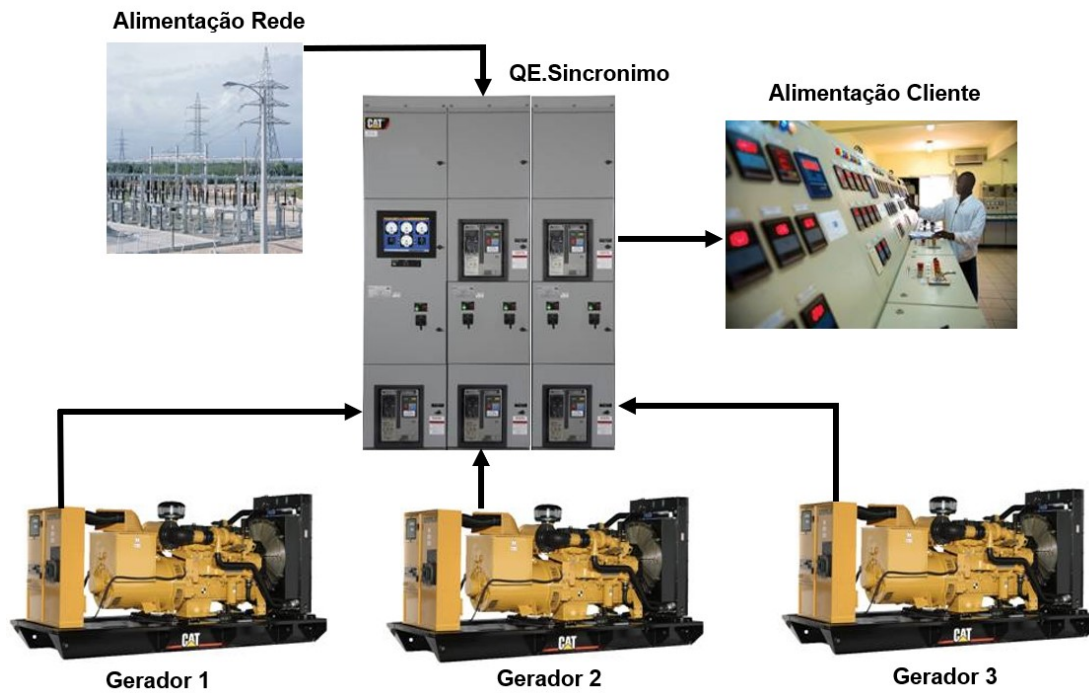 Alimentação Rede
QE.Sincronimo
Alimentação Cliente
CAT
CAT
CAT
CAT
Gerador 1
Gerador 2
Gerador 3